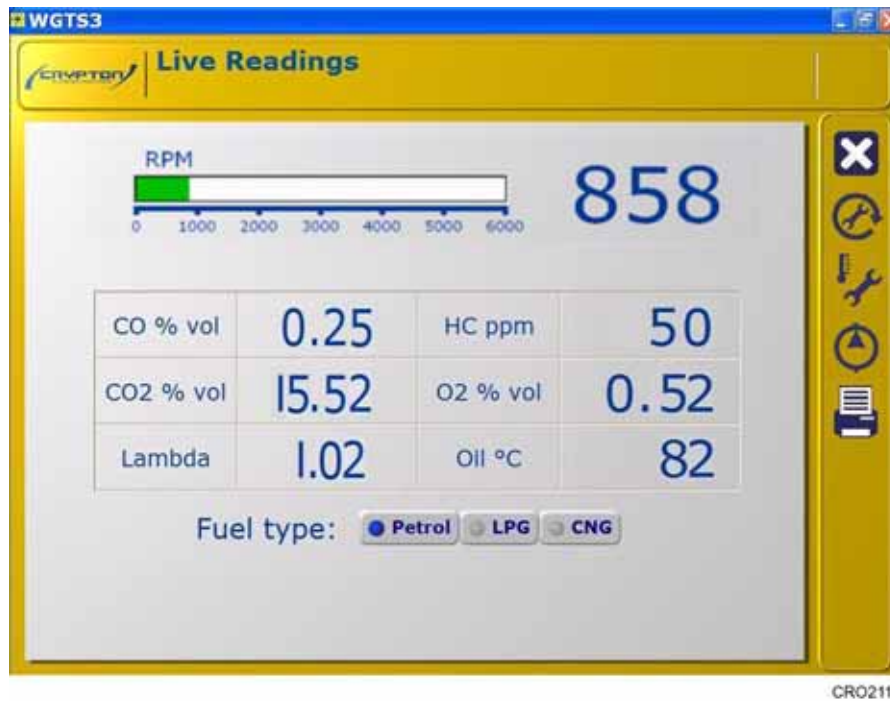 WGTS3
CRYPTON
Live Readings
RPM
858
0 1000 2000 3000 4000 5000 6000
CO % vol 0.25 HC ppm 50
CO2 % vol 15.52 O2 % vol 0.52
Lambda 1.02 Oil °C 82
Fuel type: Petrol LPG CNG
CRO211